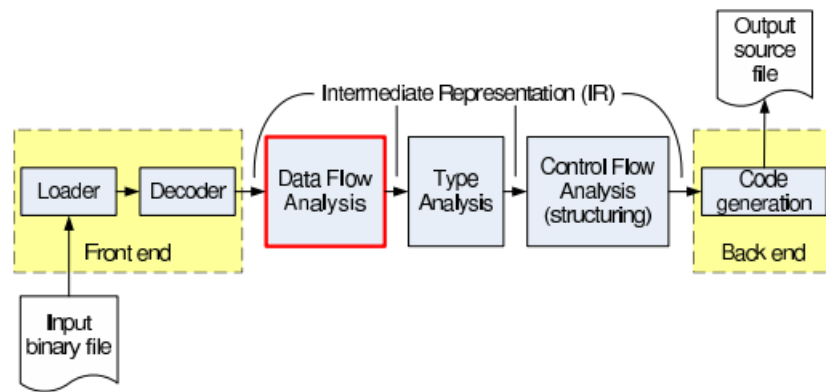 Output
source
file
Intermediate Representation (IR)
Loader
Decoder
Data Flow
Analysis
Type
Analysis
Control Flow
Analysis
(structuring)
Code
generation
Front end
Back end
Input
binary file